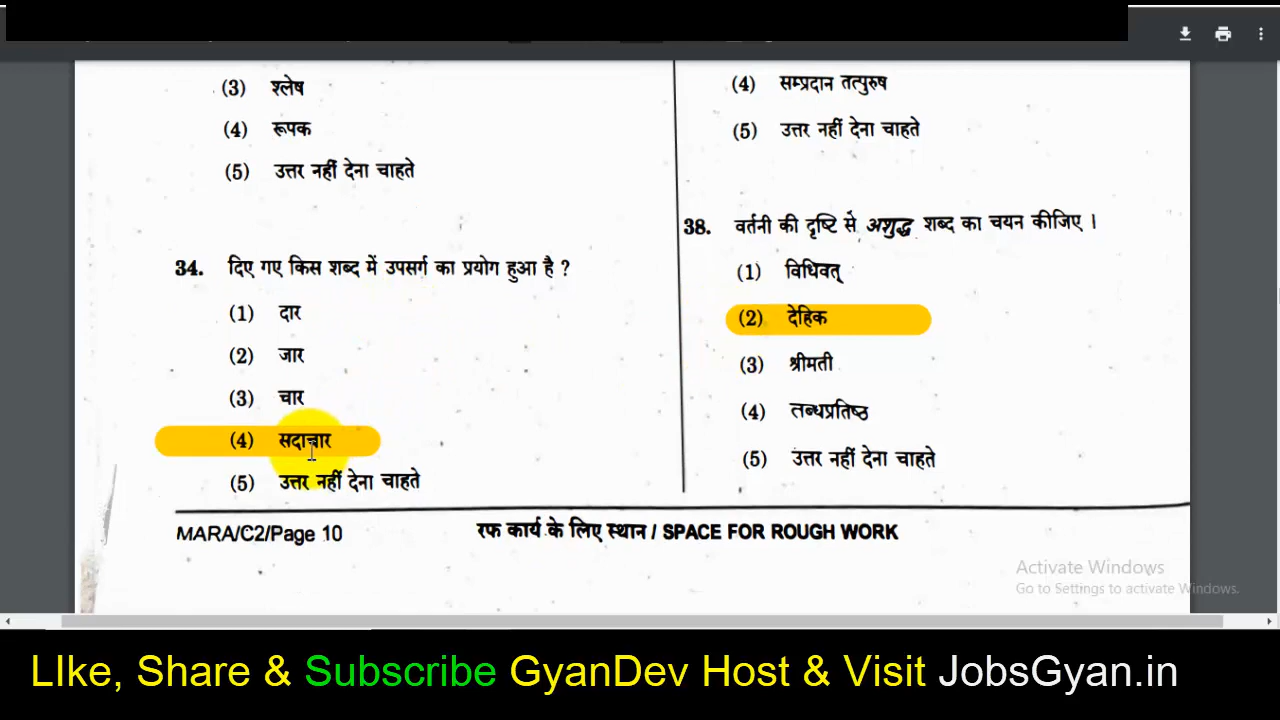 (3) श्लेष
(4) रूपक
(5) उत्तर नहीं देना चाहते
34. दिए गए किस शब्द में उपसर्ग का प्रयोग हुआ है ?
(1) दार
(2) जार
(3) चार
(4) सदाचार
(5) उत्तर नहीं देना चाहते
(4) सम्प्रदान तत्पुरुष
(5) उत्तर नहीं देना चाहते
38. वर्तनी की दृष्टि से अशुद्ध शब्द का चयन कीजिए ।
(1) विधिवत्
(2) देहिक
(3) श्रीमती
(4) लब्धप्रतिष्ठ
(5) उत्तर नहीं देना चाहते
MARA/C2/Page 10
रफ कार्य के लिए स्थान / SPACE FOR ROUGH WORK
Activate Windows
Go to Settings to activate Windows.
LIke, Share & Subscribe GyanDev Host & Visit JobsGyan.in